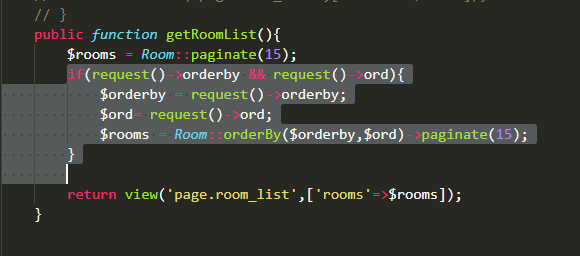 // }
public function getRoomList(){
$rooms = Room::paginate(15);
if(request()->orderby && request()->ord){
$orderby = request()->orderby;
$ord= request()->ord;
$rooms = Room::orderBy($orderby,$ord)->paginate(15);
}
return view('page.room_list',['rooms'=>$rooms]);
}